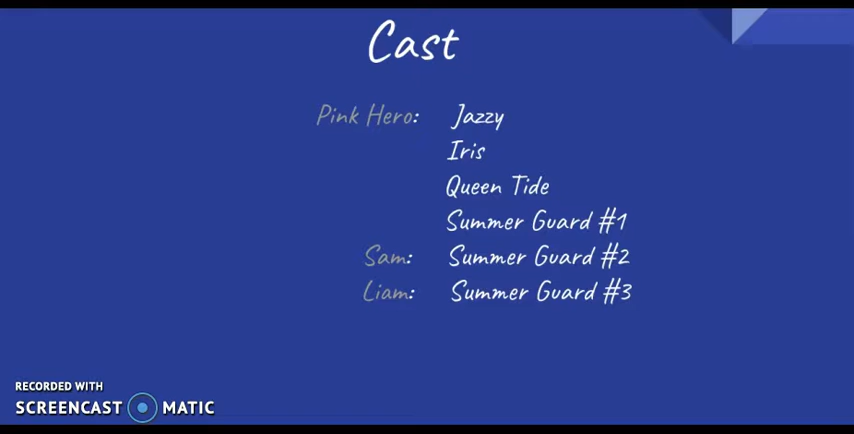 Cast
Pink Hero: Jazzy
Iris
Queen Tide
Summer Guard #1
Sam: Summer Guard #2
Liam: Summer Guard #3
RECORDED WITH
SCREENCAST MATIC